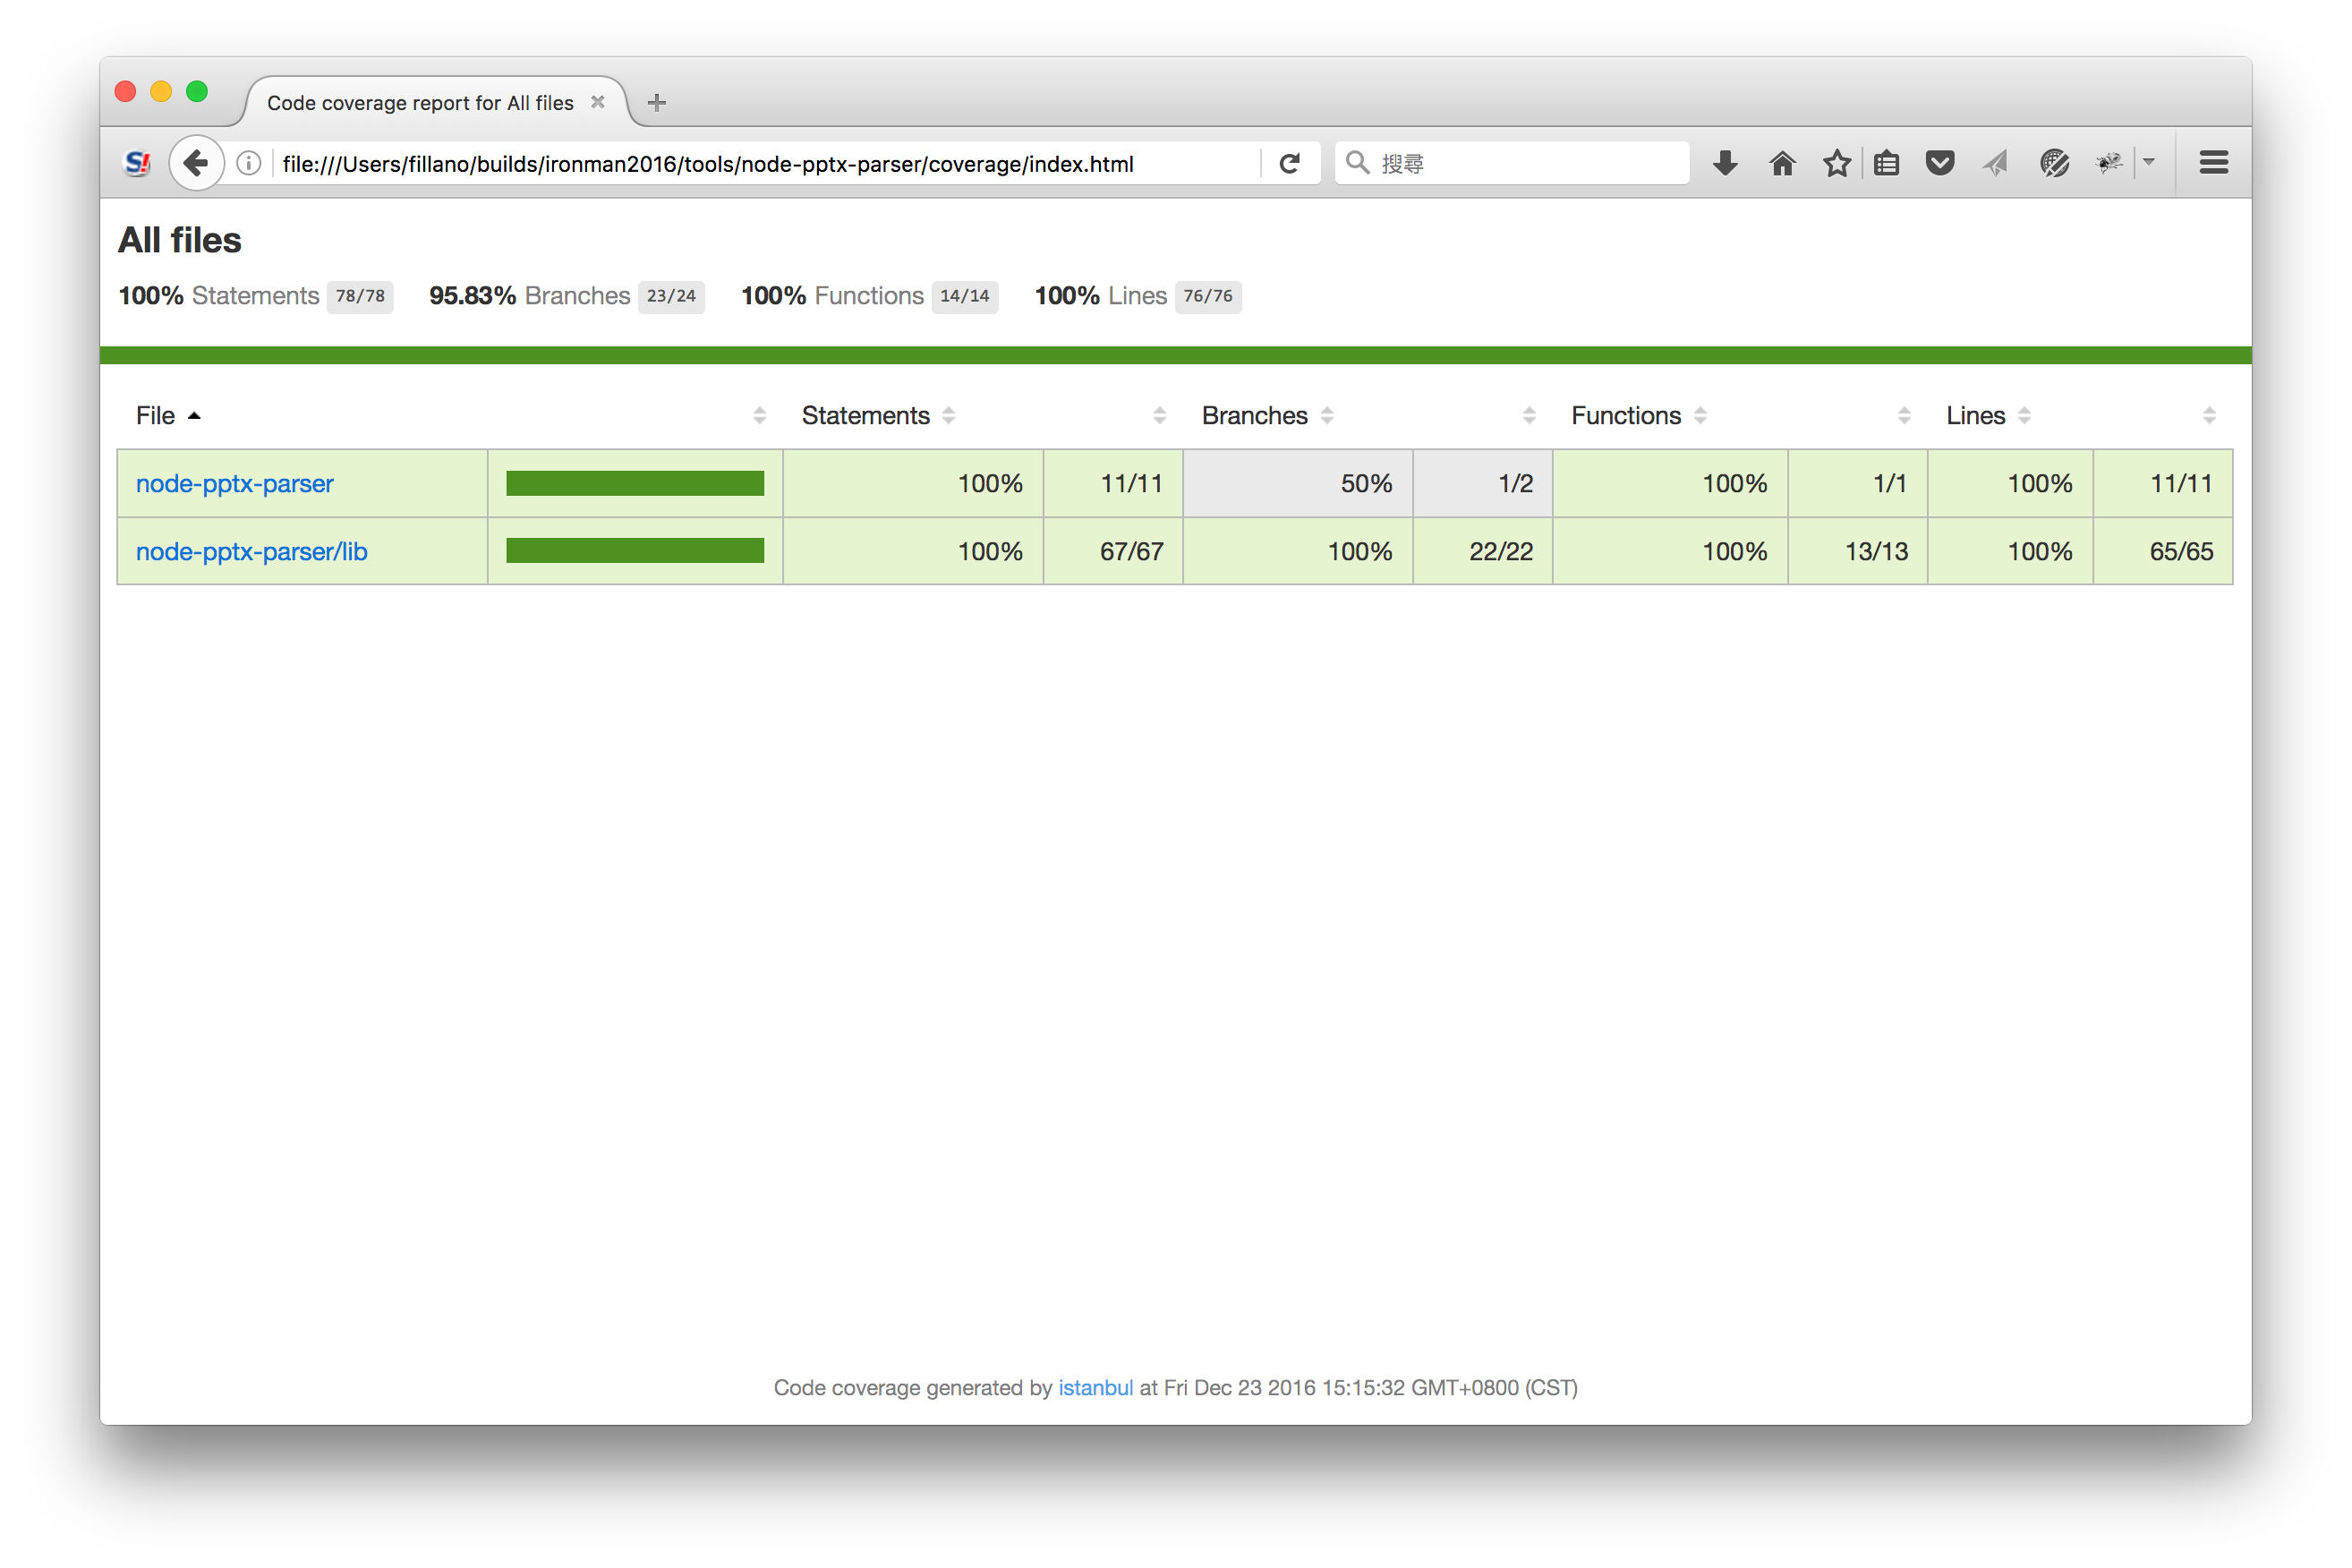 Code coverage report for All files
S!
file:///Users/fillano/builds/ironman2016/tools/node-pptx-parser/coverage/index.html
搜尋
All files
100% Statements 78/78 95.83% Branches 23/24 100% Functions 14/14 100% Lines 76/76
File Statements Branches Functions Lines
node-pptx-parser 100% 11/11 50% 1/2 100% 1/1 100% 11/11
node-pptx-parser/lib 100% 67/67 100% 22/22 100% 13/13 100% 65/65
Code coverage generated by istanbul at Fri Dec 23 2016 15:15:32 GMT+0800 (CST)